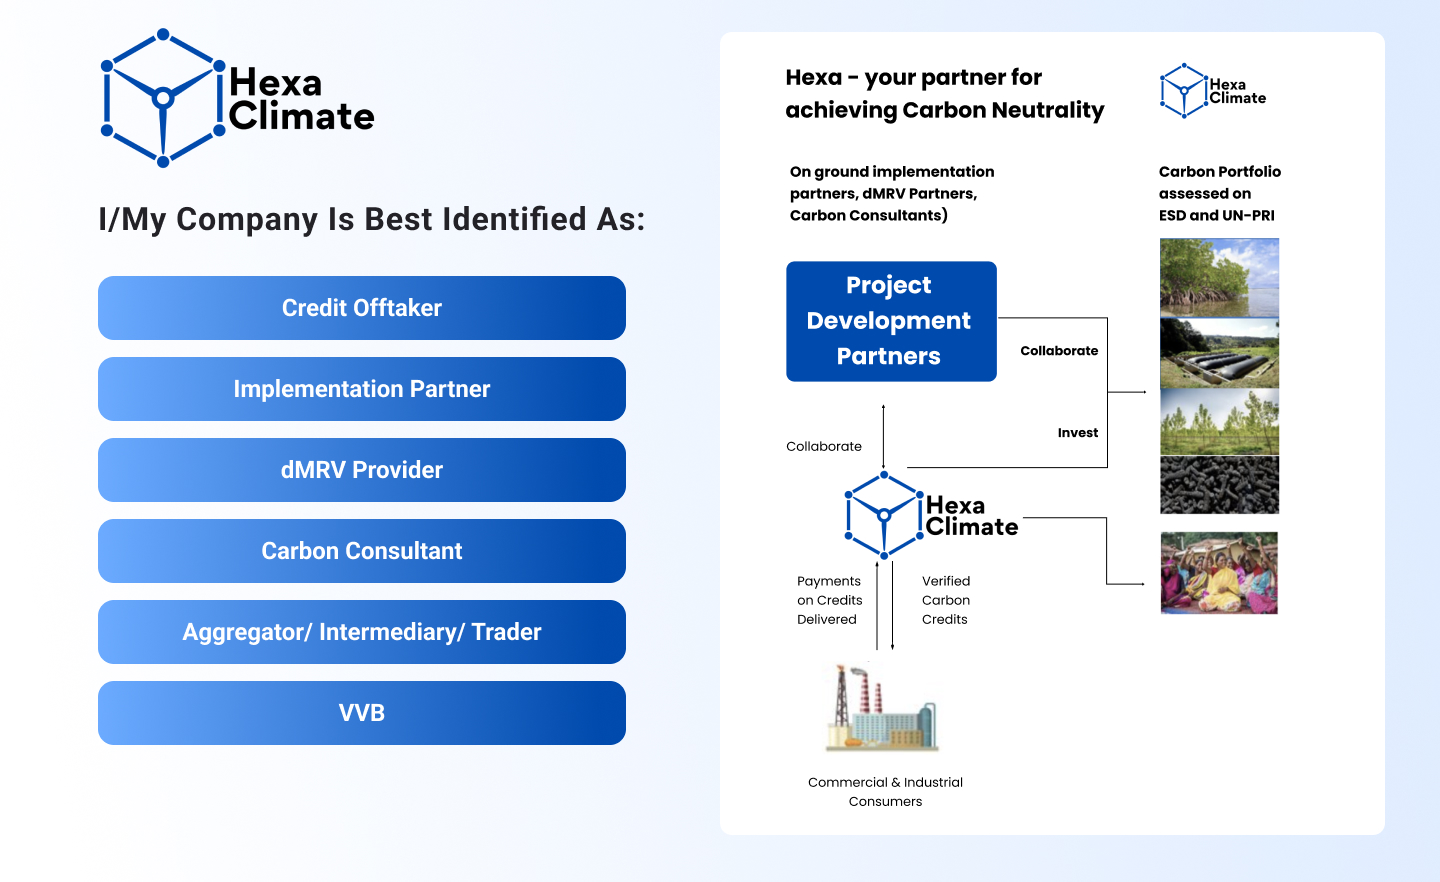 Hexa
Climate
I/My Company Is Best Identified As:
Credit Offtaker
Implementation Partner
dMRV Provider
Carbon Consultant
Aggregator/ Intermediary/ Trader
VVB
Hexa - your partner for
achieving Carbon Neutrality
Hexa
Climate
On ground implementation
partners, dMRV Partners,
Carbon Consultants)
Carbon Portfolio
assessed on
ESD and UN-PRI
Project
Development
Partners
Collaborate
Invest
Collaborate
Hexa
Climate
Payments
on Credits
Delivered
Verified
Carbon
Credits
Commercial & Industrial
Consumers